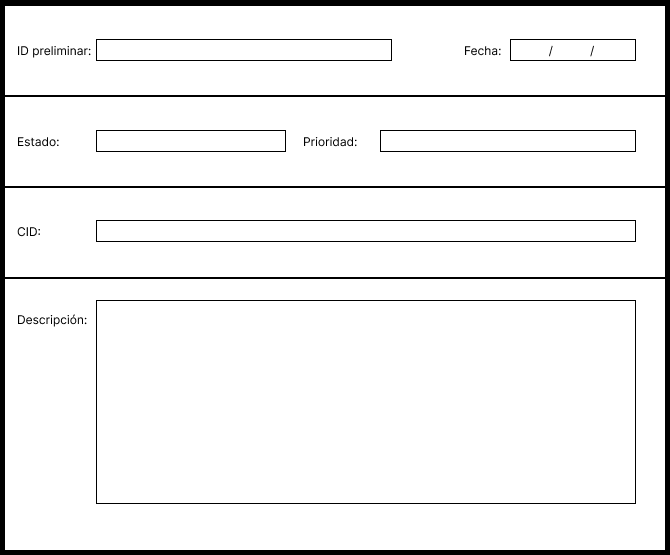 ID preliminar: Fecha: / /
Estado: Prioridad:
CID:
Descripción: